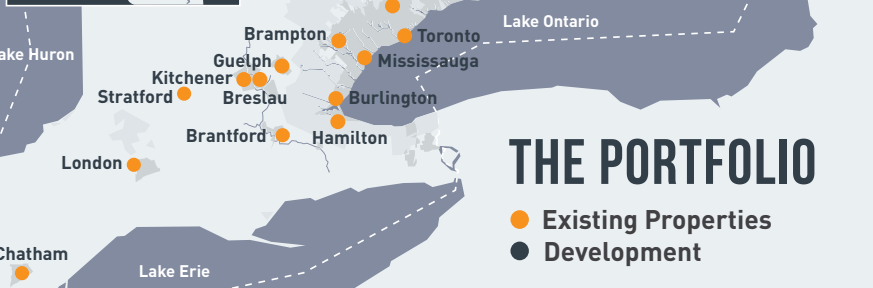 Lake Ontario
Brampton
Toronto
ake Huron
Guelph
Mississauga
Kitchener
Stratford
Breslau
Burlington
Brantford
Hamilton
London
THE PORTFOLIO
Existing Properties
Development
Chatham
Lake Erie